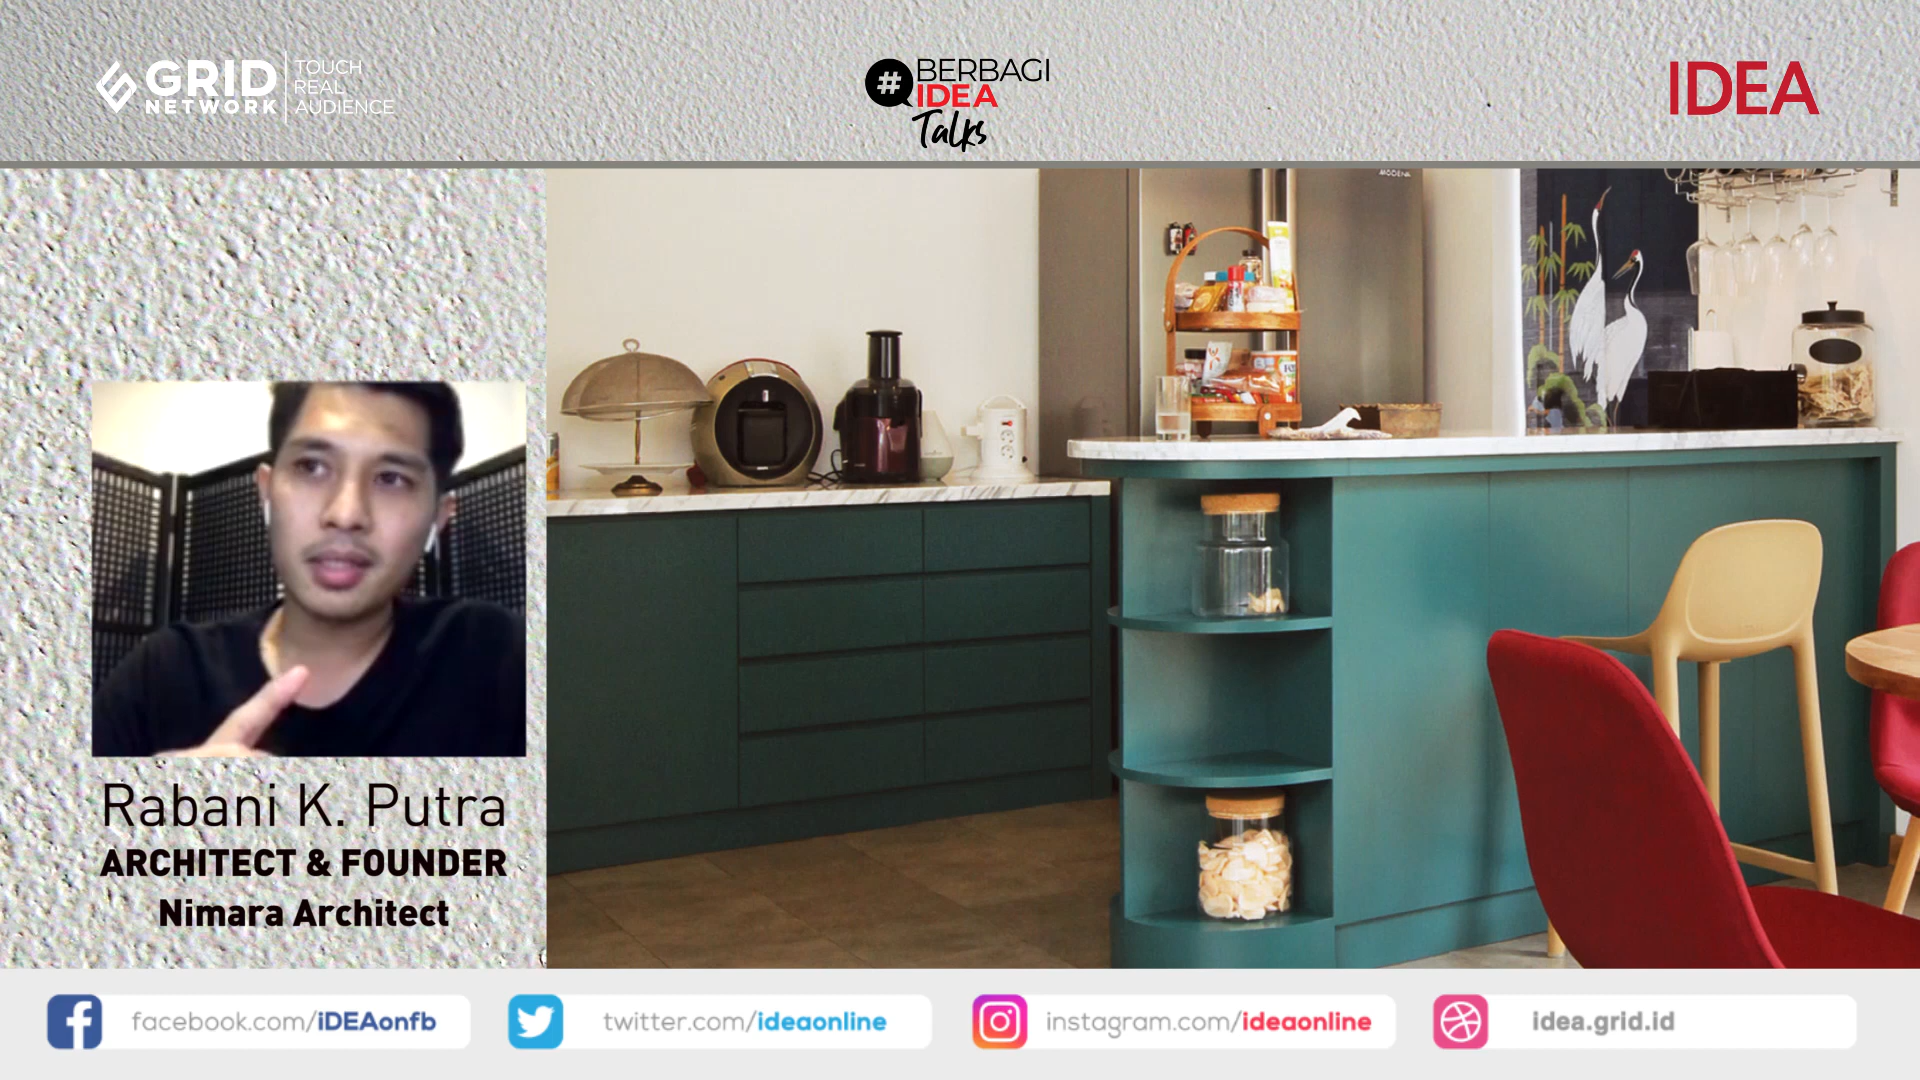 GRID
NETWORK
TOUCH
REAL
AUDIENCE
#BERBAGI
IDEA
Talks
IDEA
MODENA
Rabani K. Putra
ARCHITECT & FOUNDER
Nimara Architect
facebook.com/iDEAonfb
twitter.com/ideaonline
instagram.com/ideaonline
idea.grid.id